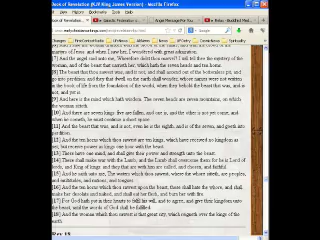 Book of Revelation (KJV King James Version) - Mozilla Firefox
martyrs of Jesus: and when I saw her, I wondered with great admiration.
[7] And the angel said unto me, Wherefore didst thou marvel? I will tell thee the mystery of the
woman, and of the beast that carrieth her, which hath the seven heads and ten horns.
[8] The beast that thou sawest was, and is not; and shall ascend out of the bottomless pit, and
go into perdition: and they that dwell on the earth shall wonder, whose names were not written
in the book of life from the foundation of the world, when they behold the beast that was, and
is not, and yet is.
[9] And here is the mind which hath wisdom. The seven heads are seven mountains, on which
the woman sitteth.
[10] And there are seven kings: five are fallen, and one is, and the other is not yet come; and
when he cometh, he must continue a short space.
[11] And the beast that was, and is not, even he is the eighth, and is of the seven, and goeth into
perdition.
[12] And the ten horns which thou sawest are ten kings, which have received no kingdom as
yet; but receive power as kings one hour with the beast.
[13] These have one mind, and shall give their power and strength unto the beast.
[14] These shall make war with the Lamb, and the Lamb shall overcome them: for he is Lord of
lords, and King of kings: and they that are with him are called, and chosen, and faithful.
[15] And he saith unto me, The waters which thou sawest, where the whore sitteth, are peoples,
and multitudes, and nations, and tongues.
[16] And the ten horns which thou sawest upon the beast, these shall hate the whore, and shall
make her desolate and naked, and shall eat her flesh, and burn her with fire.
[17] For God hath put in their hearts to fulfil his will, and to agree, and give their kingdom unto
the beast, until the words of God shall be fulfilled.
[18] And the woman which thou sawest is that great city, which reigneth over the kings of the
earth.
Rev.18